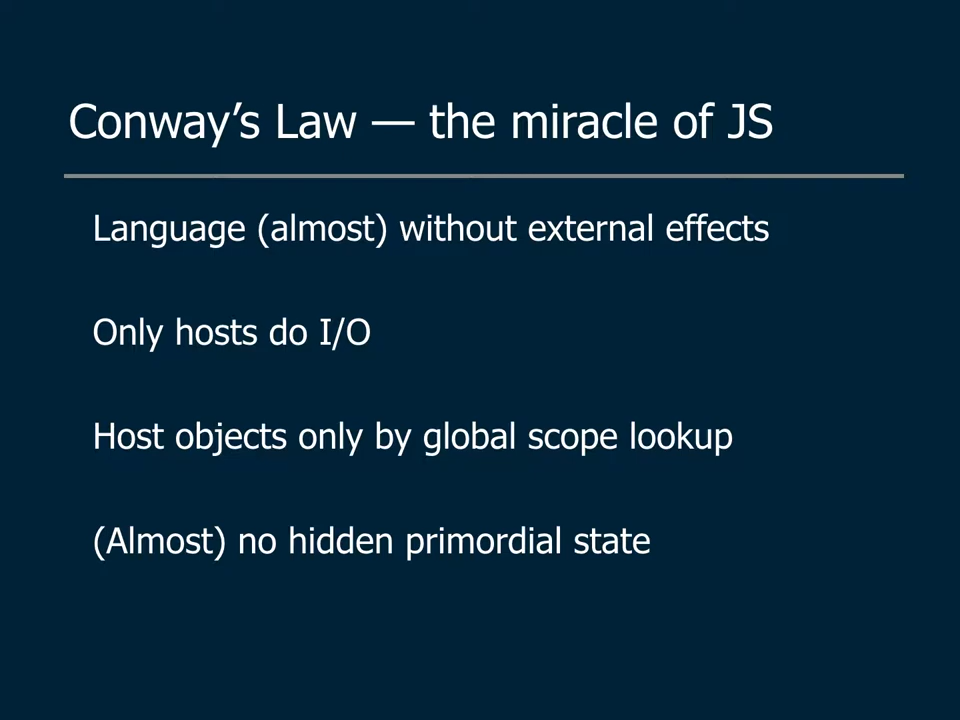 Conway’s Law — the miracle of JS
Language (almost) without external effects
Only hosts do I/O
Host objects only by global scope lookup
(Almost) no hidden primordial state